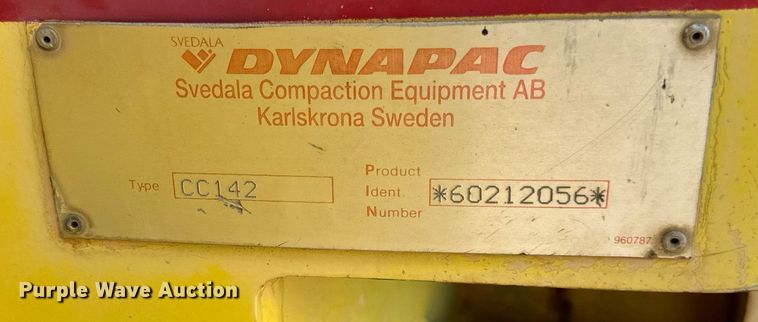 SVEDALA
DYNAPAC
Svedala Compaction Equipment AB
Karlskrona Sweden
Type CC142
Product
Ident. *60212056*
Number
960787
Purple Wave Auction